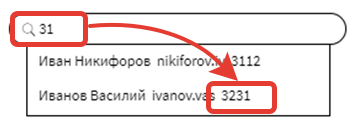 31
Иван Никифоров nikiforov.i 3112
Иванов Василий ivanov.vas 3231